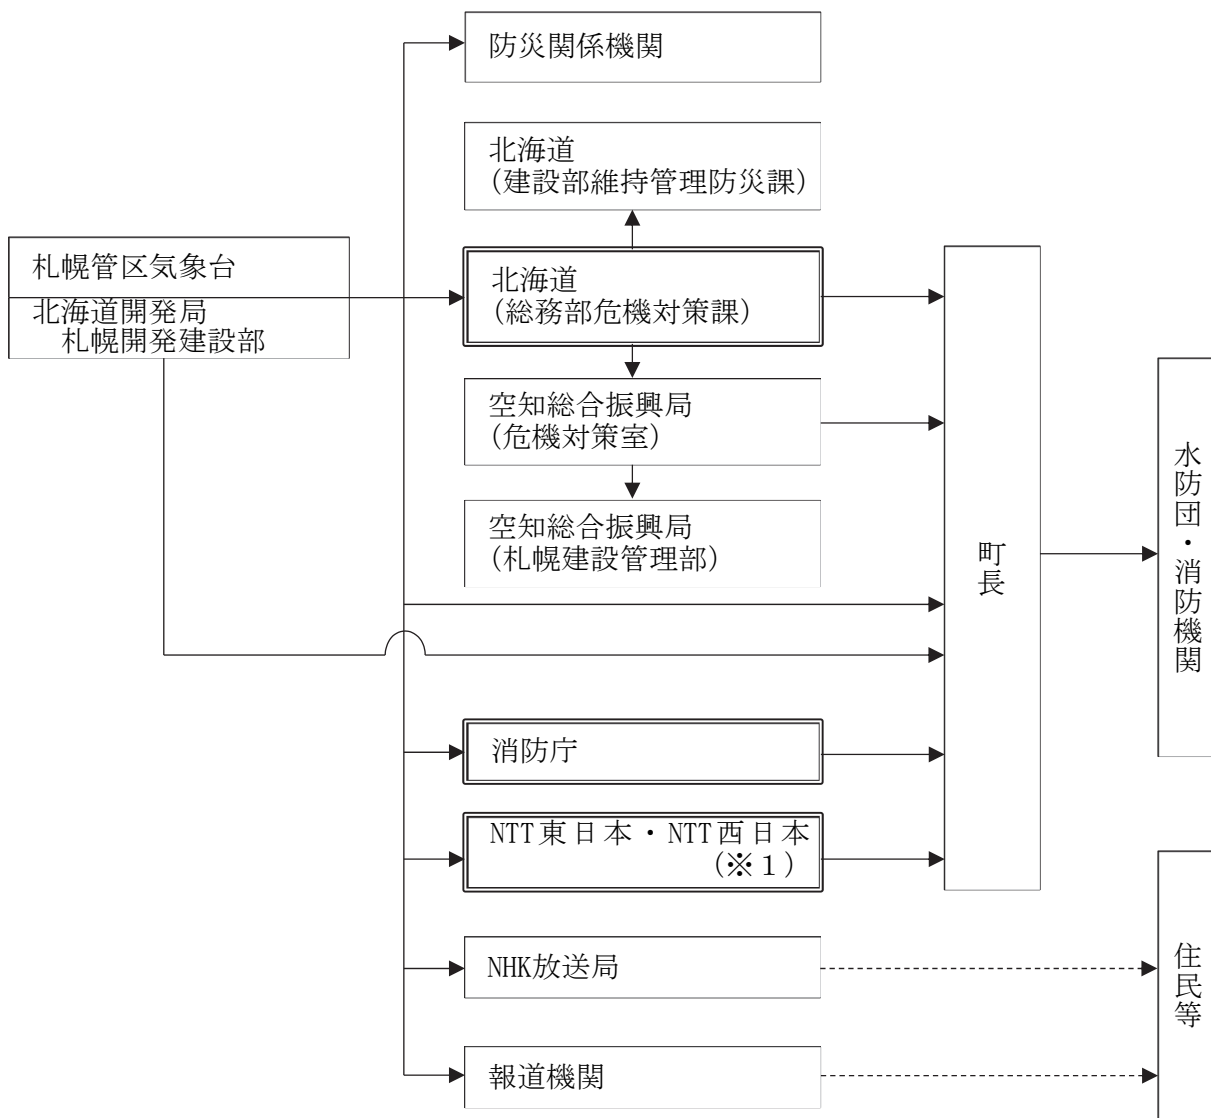 防災関係機関
北海道
(建設部維持管理防災課)
札幌管区気象台
北海道開発局
札幌開発建設部
北海道
(総務部危機対策課)
空知総合振興局
(危機対策室)
空知総合振興局
(札幌建設管理部)
町長
水防団・消防機関
消防庁
NTT東日本・NTT西日本
(※１)
NHK放送局
報道機関
住民等